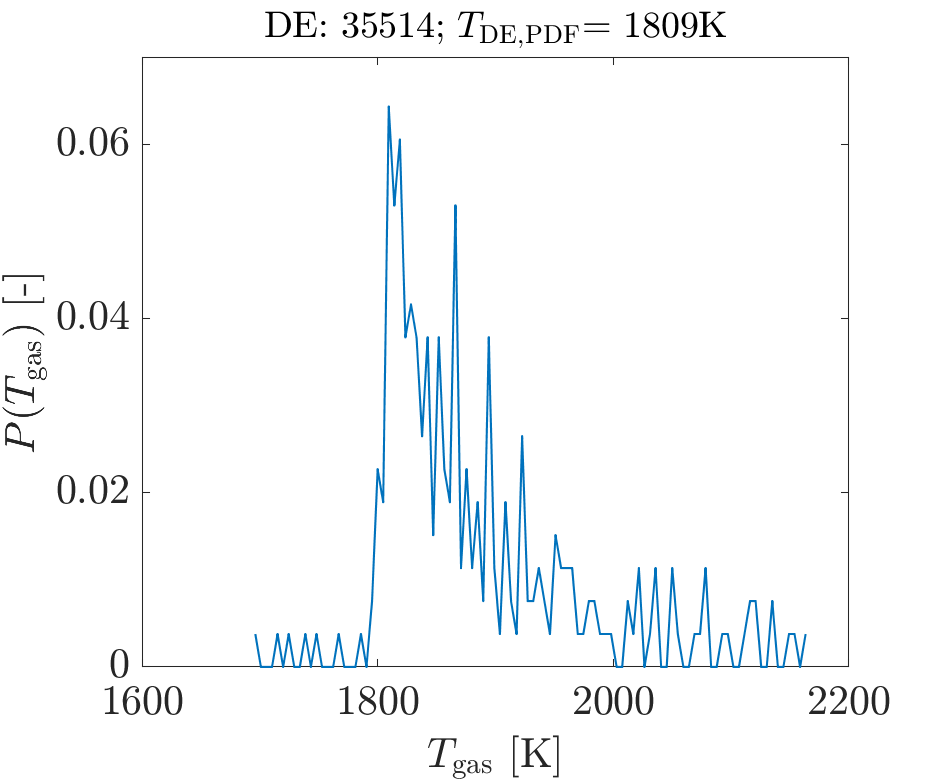 DE: 35514; T_DE,PDF= 1809K
P(T_gas) [-]
0.06
0.04
0.02
0
1600 1800 2000 2200
T_gas [K]